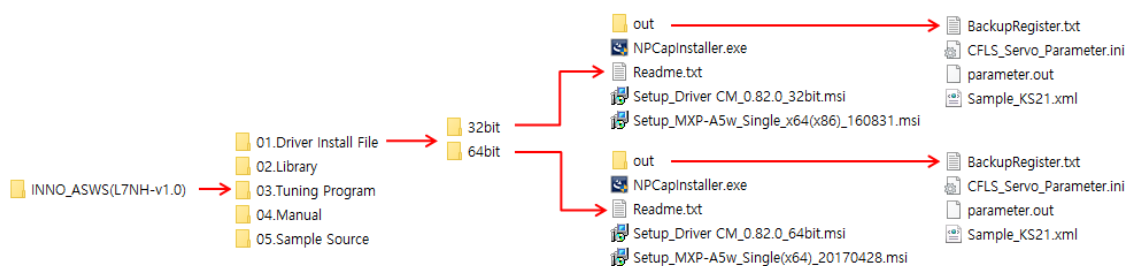 INNO_ASWS(L7NH-v1.0)
01.Driver Install File
02.Library
03.Tuning Program
04.Manual
05.Sample Source
32bit
64bit
out
NPCapInstaller.exe
Readme.txt
Setup_Driver CM_0.82.0_32bit.msi
Setup_MXP-A5w_Single_x64(x86)_160831.msi
BackupRegister.txt
CFLS_Servo_Parameter.ini
parameter.out
Sample_KS21.xml
out
NPCapInstaller.exe
Readme.txt
Setup_Driver CM_0.82.0_64bit.msi
Setup_MXP-A5w_Single(x64)_20170428.msi
BackupRegister.txt
CFLS_Servo_Parameter.ini
parameter.out
Sample_KS21.xml